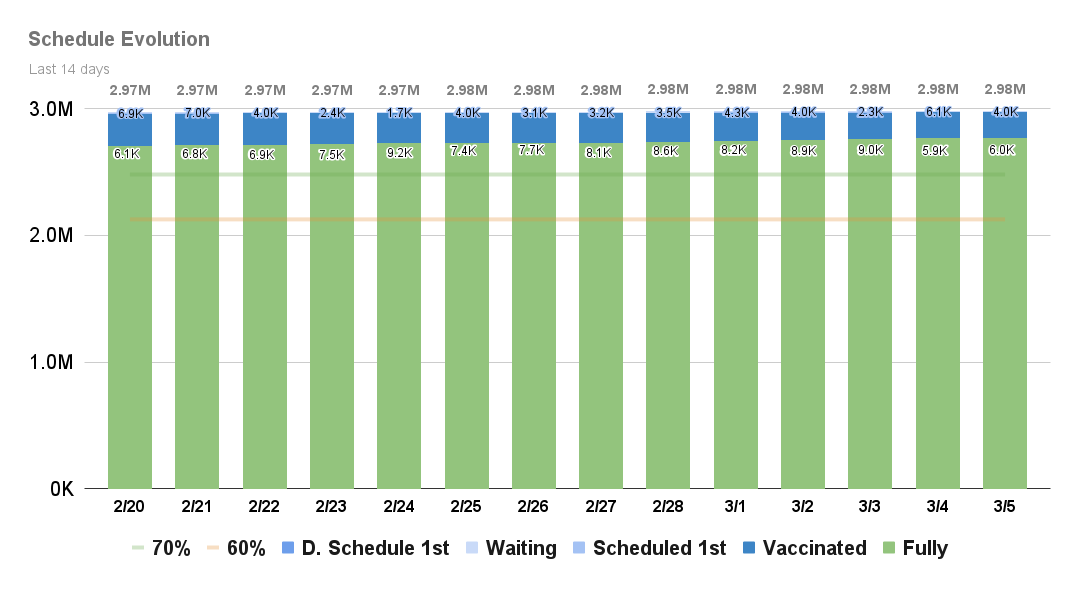 Schedule Evolution
Last 14 days
2.97M 2.97M 2.97M 2.97M 2.97M 2.98M 2.98M 2.98M 2.98M 2.98M 2.98M 2.98M 2.98M 2.98M
3.0M
6.9K 7.0K 4.0K 2.4K 1.7K 4.0K 3.1K 3.2K 3.5K 4.3K 4.0K 2.3K 6.1K 4.0K
6.1K 6.8K 6.9K 7.5K 9.2K 7.4K 7.7K 8.1K 8.6K 8.2K 8.9K 9.0K 5.9K 6.0K
2.0M
1.0M
0K
2/20 2/21 2/22 2/23 2/24 2/25 2/26 2/27 2/28 3/1 3/2 3/3 3/4 3/5
70% 60% D. Schedule 1st Waiting Scheduled 1st Vaccinated Fully